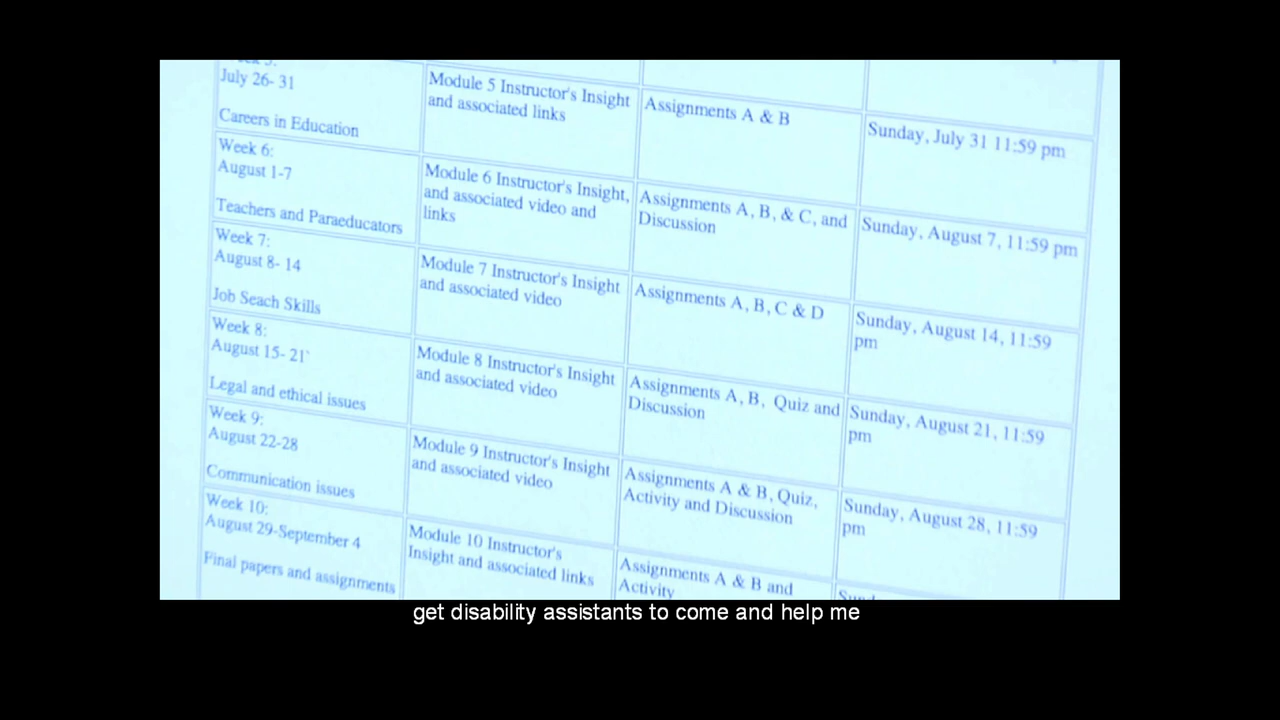 July 26- 31
Careers in Education
Module 5 Instructor's Insight
and associated links
Assignments A & B
Sunday, July 31 11:59 pm
Week 6:
August 1-7
Teachers and Paraeducators
Module 6 Instructor's Insight,
and associated video and
links
Assignments A, B, & C, and
Discussion
Sunday, August 7, 11:59 pm
Week 7:
August 8- 14
Job Seach Skills
Module 7 Instructor's Insight
and associated video
Assignments A, B, C & D
Sunday, August 14, 11:59
pm
Week 8:
August 15- 21`
Legal and ethical issues
Module 8 Instructor's Insight
and associated video
Assignments A, B, Quiz and
Discussion
Sunday, August 21, 11:59
pm
Week 9:
August 22-28
Communication issues
Module 9 Instructor's Insight
and associated video
Assignments A & B, Quiz,
Activity and Discussion
Sunday, August 28, 11:59
pm
Week 10:
August 29-September 4
Final papers and assignments
Module 10 Instructor's
Insight and associated links
Assignments A & B and
Activity
get disability assistants to come and help me